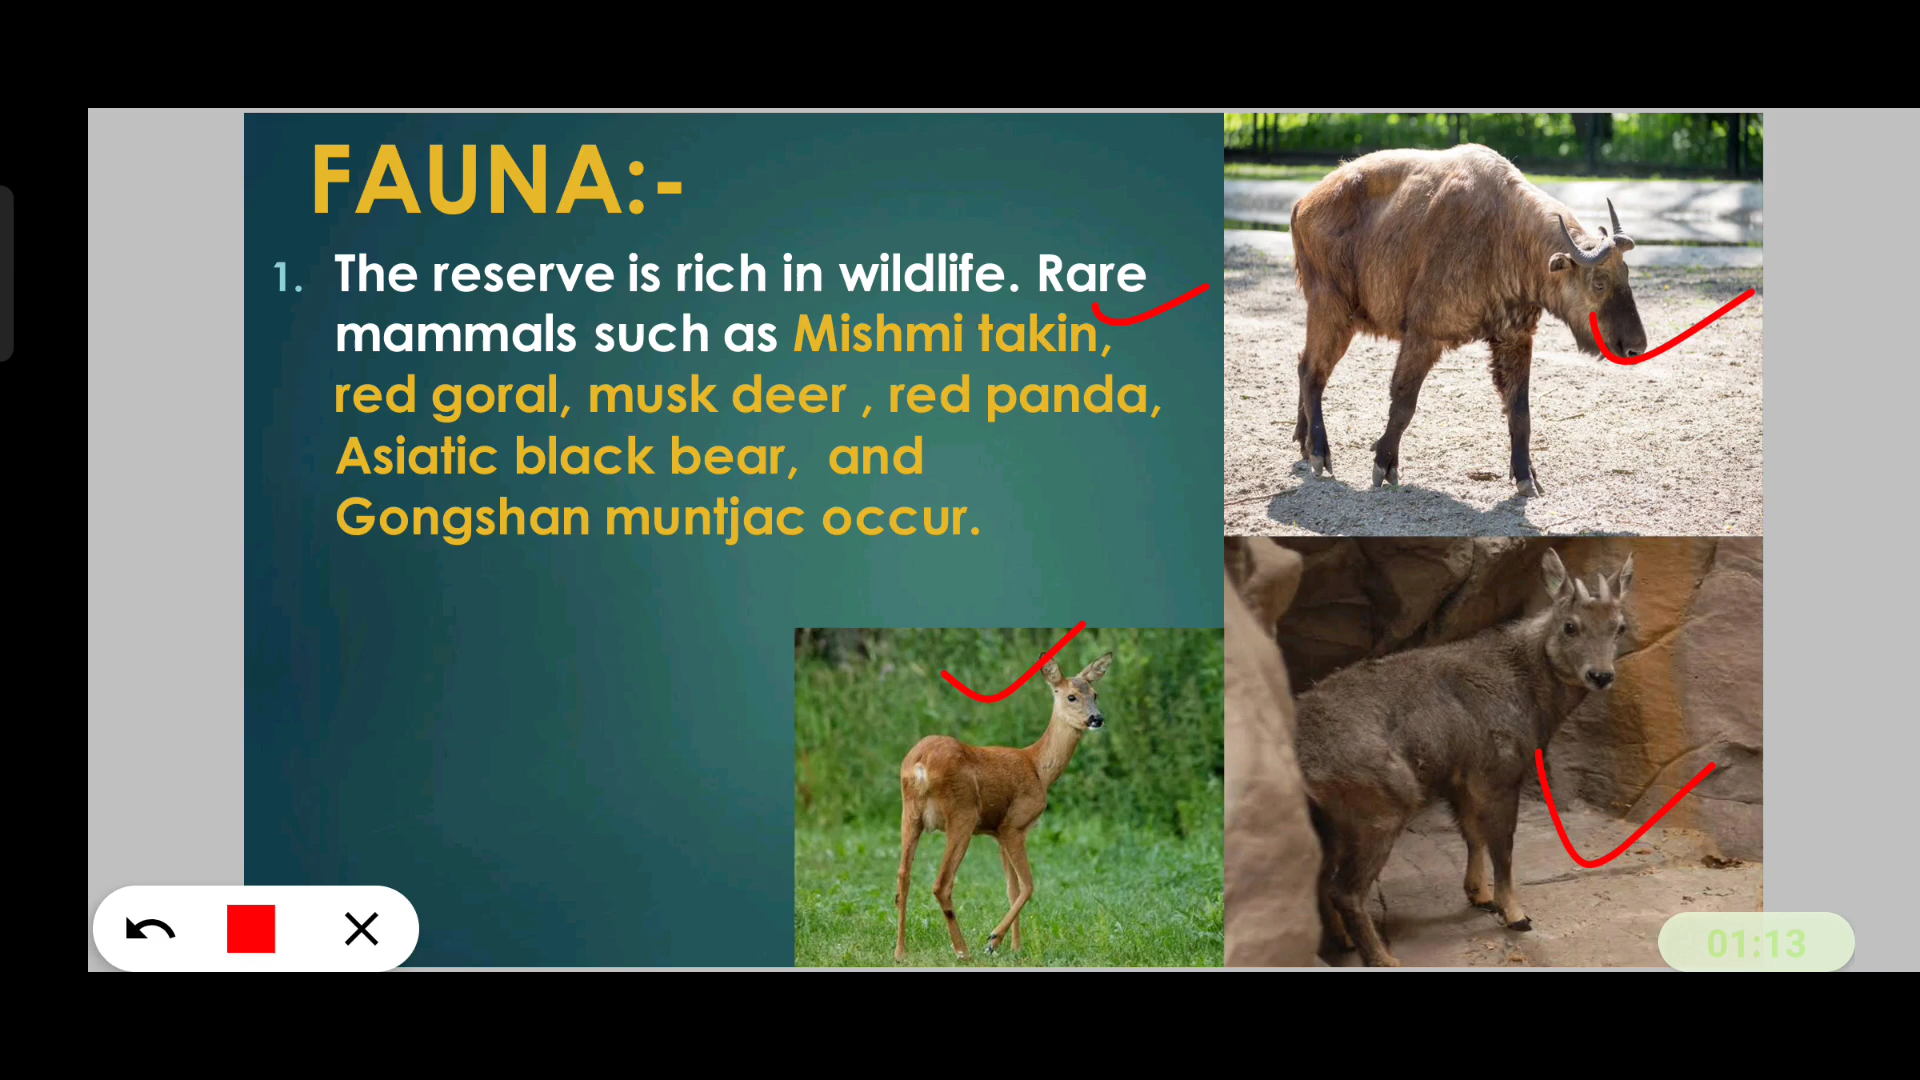 FAUNA:-
1. The reserve is rich in wildlife. Rare
mammals such as Mishmi takin,
red goral, musk deer , red panda,
Asiatic black bear,  and
Gongshan muntjac occur.
01:13